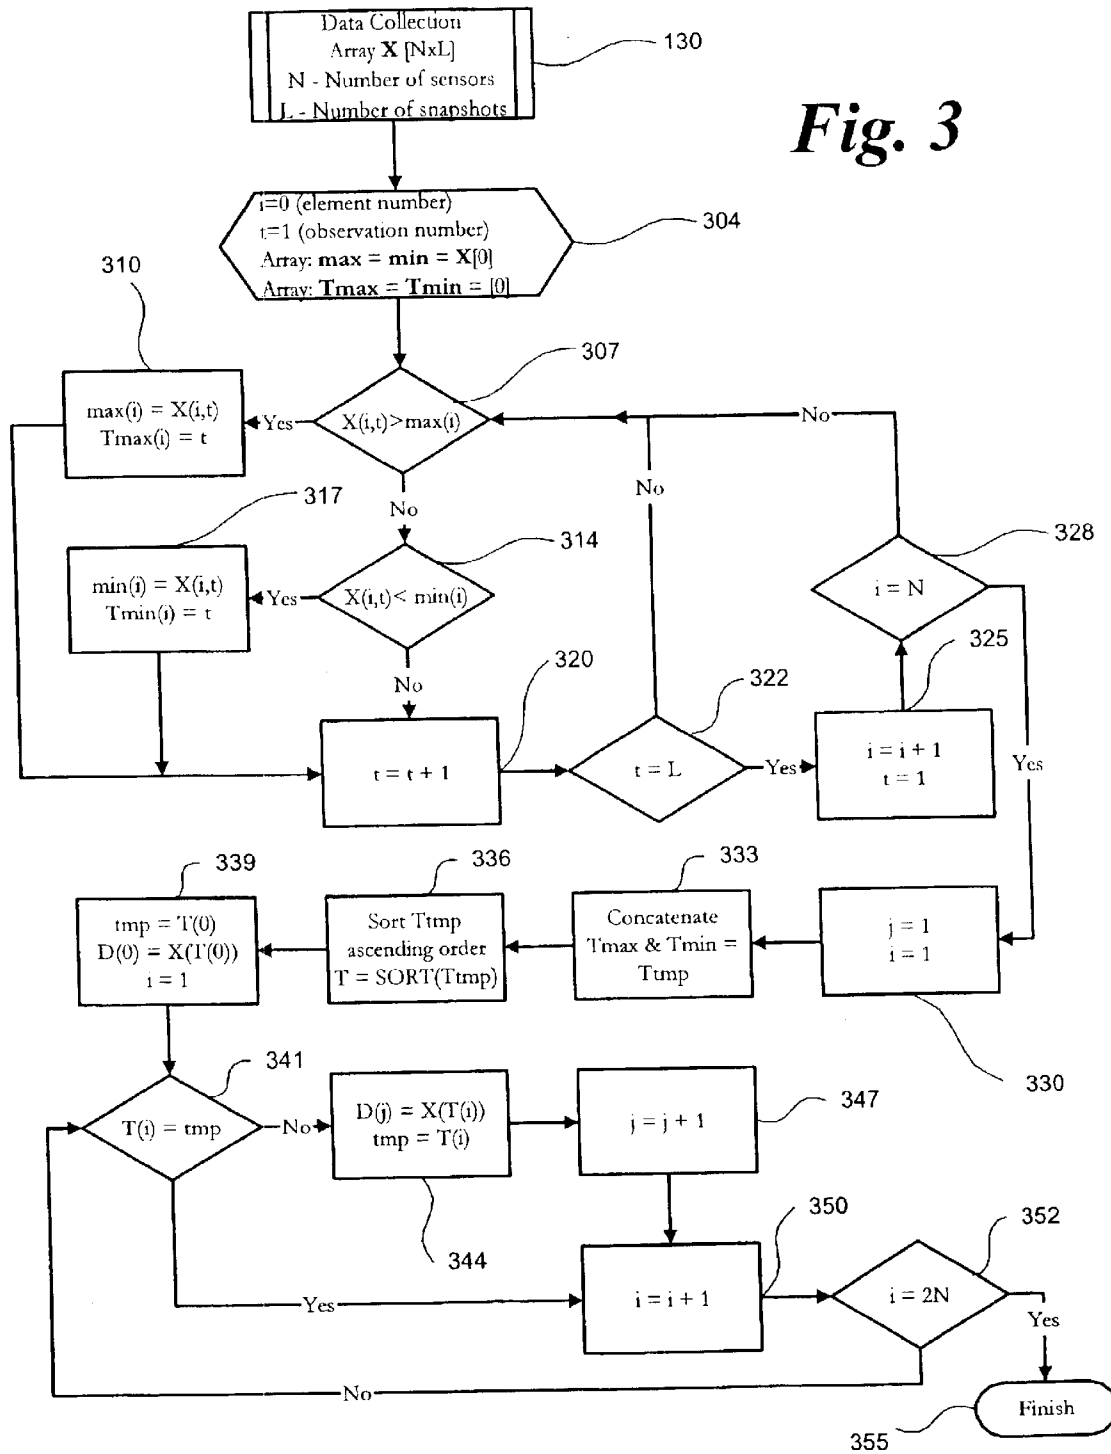 Data Collection
Array X [NxL]
N - Number of sensors
L - Number of snapshots
130
Fig. 3
i=0 (element number)
t=1 (observation number)
Array: max = min = X[0]
Array: Tmax = Tmin = [0]
304
310
307
max(i) = X(i,t)
Tmax(i) = t
Yes
X(i,t)>max(i)
No
No
No
317
314
328
min(i) = X(i,t)
Tmin(i) = t
Yes
X(i,t)< min(i)
i = N
No
320
322
325
t = t + 1
t = L
Yes
i = i + 1
t = 1
Yes
339
336
333
tmp = T(0)
D(0) = X(T(0))
i = 1
Sort Ttmp
ascending order
T = SORT(Ttmp)
Concatenate
Tmax & Tmin =
Ttmp
j = 1
i = 1
330
341
T(i) = tmp
No
D(j) = X(T(i))
tmp = T(i)
344
j = j + 1
347
350
352
Yes
i = i + 1
i = 2N
Yes
No
Finish
355